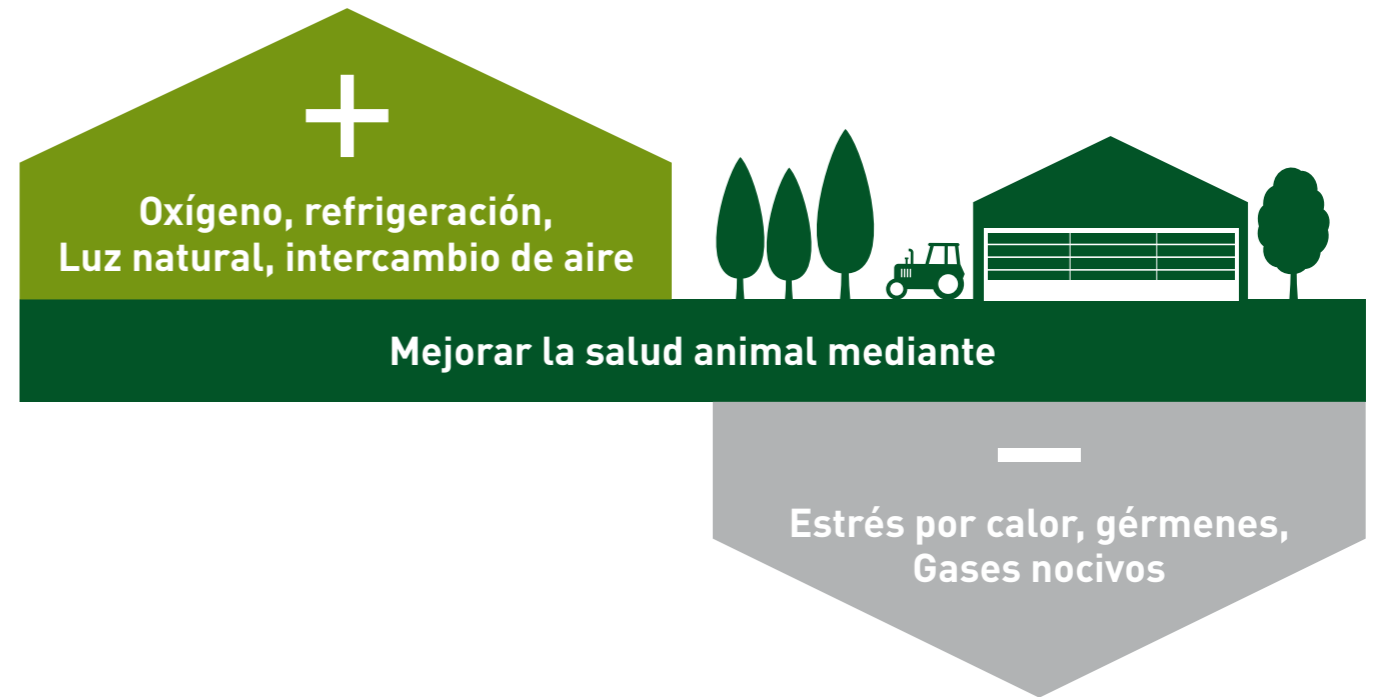 +
Oxígeno, refrigeración,
Luz natural, intercambio de aire
Mejorar la salud animal mediante
—
Estrés por calor, gérmenes,
Gases nocivos